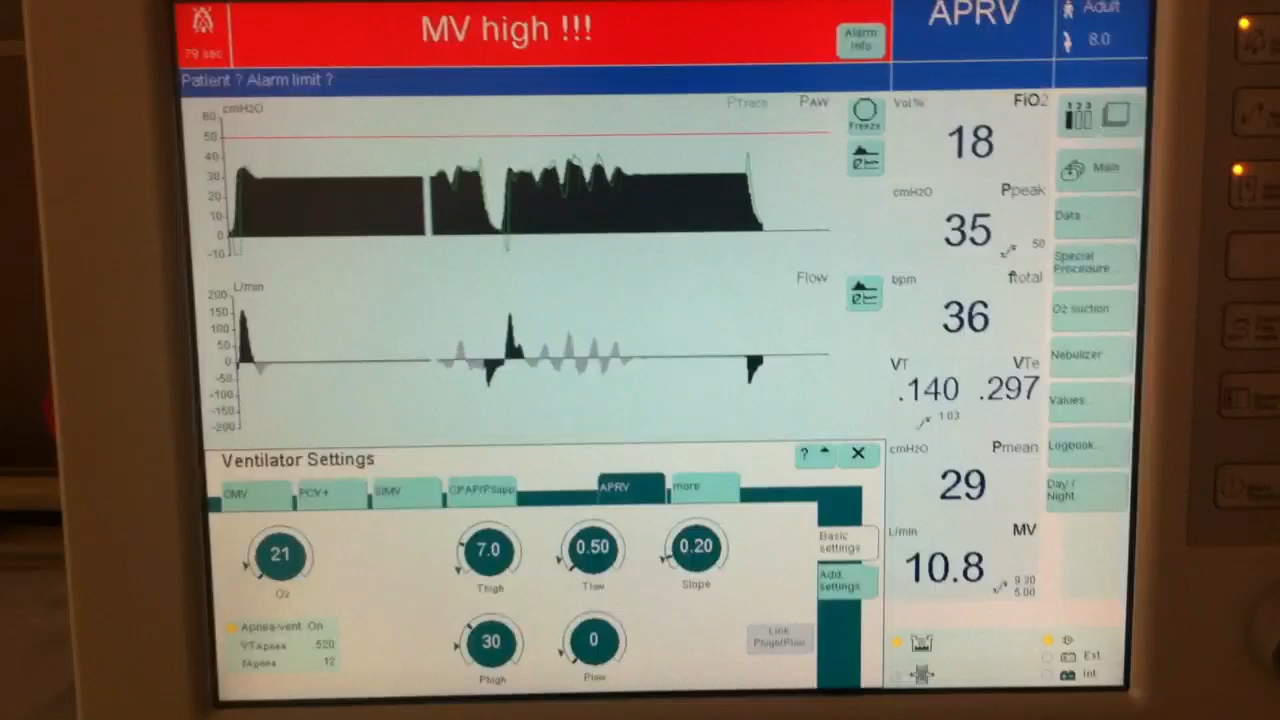 MV high !!!
Alarm
Info
79 sec
APRV
Adult
8.0
Patient ? Alarm limit ?
cmH2O
PTrach
PAW
60
50
40
30
20
10
0
-10
Freeze
L/min
Flow
200
150
100
50
0
-50
-100
-150
-200
Vol%
FiO2
18
cmH2O
Ppeak
35
50
bpm
ftotal
36
VT
VTe
.140
.297
1.03
cmH2O
Pmean
29
L/min
MV
10.8
9.30
5.00
1 2 3
Main
Data...
Special
Procedure...
O2 suction
Nebulizer
Values...
Logbook...
Day /
Night
Ext.
Int.
Ventilator Settings
?
X
CMV
PCV+
SIMV
CPAP/PSupp
APRV
more
21
O2
7.0
Thigh
0.50
Tlow
0.20
Slope
Basic
settings
Add.
settings
Apnea-vent On
VTApnea 520
fApnea 12
30
Phigh
0
Plow
Link
Phigh/Plow